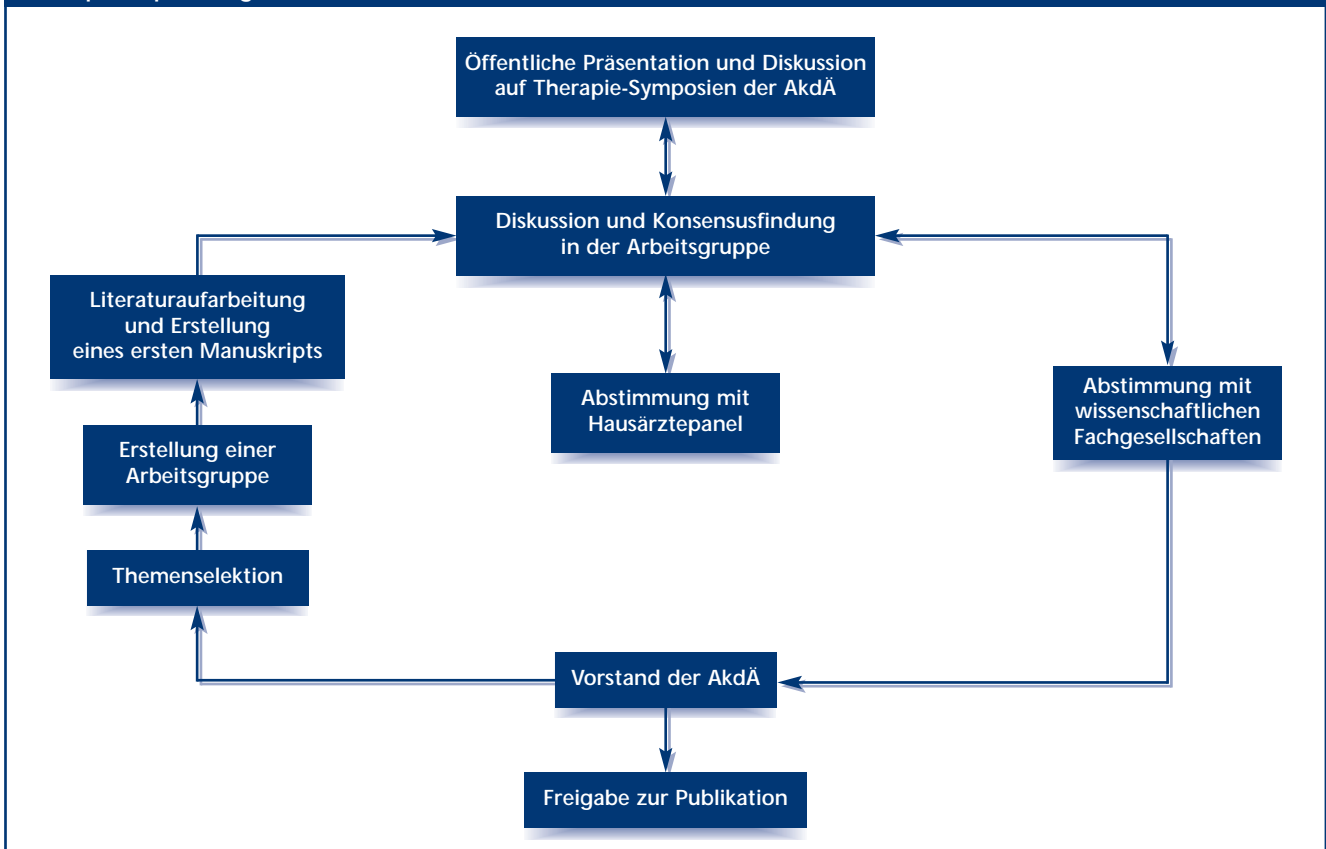 Öffentliche Präsentation und Diskussion
auf Therapie-Symposien der AkdÄ
Diskussion und Konsensusfindung
in der Arbeitsgruppe
Literaturaufarbeitung
und Erstellung
eines ersten Manuskripts
Abstimmung mit
Hausärztepanel
Abstimmung mit
wissenschaftlichen
Fachgesellschaften
Erstellung einer
Arbeitsgruppe
Themenselektion
Vorstand der AkdÄ
Freigabe zur Publikation